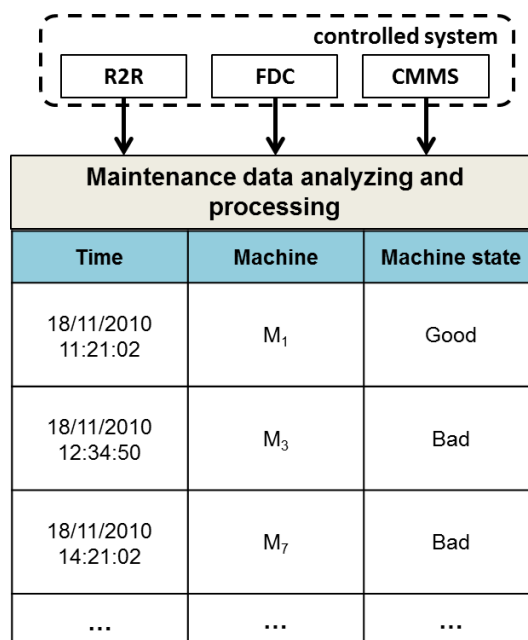 controlled system
R2R FDC CMMS
Maintenance data analyzing and
processing
Time Machine Machine state
18/11/2010
11:21:02
M₁ Good
18/11/2010
12:34:50
M₃ Bad
18/11/2010
14:21:02
M₇ Bad
... ... ...